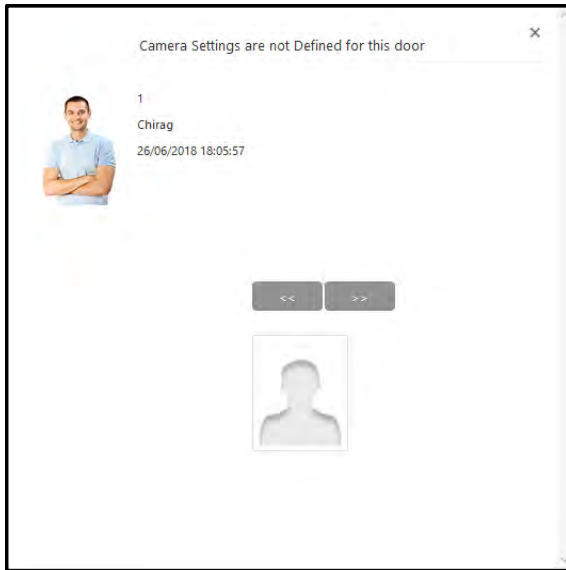 Camera Settings are not Defined for this door
1
Chirag
26/06/2018 18:05:57
<< >>